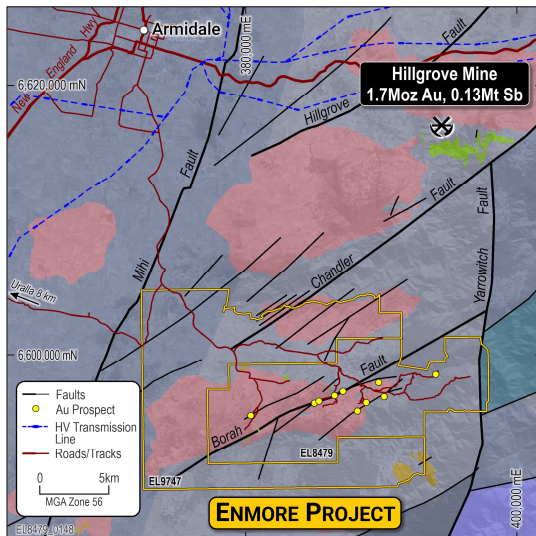 Armidale
New England Hwy
380,000 mE
Fault
6,620,000 mN
Hillgrove Mine
1.7Moz Au, 0.13Mt Sb
Hillgrove
Fault
Fault
Fault
Mihi
Chandler
Yarrowitch
Uralla 8 km
6,600,000 mN
Fault
Borah
Faults
Au Prospect
HV Transmission
Line
Roads/Tracks
0 5km
MGA Zone 56
EL8479
EL9747
400,000 mE
ENMORE PROJECT
EL8479_0148